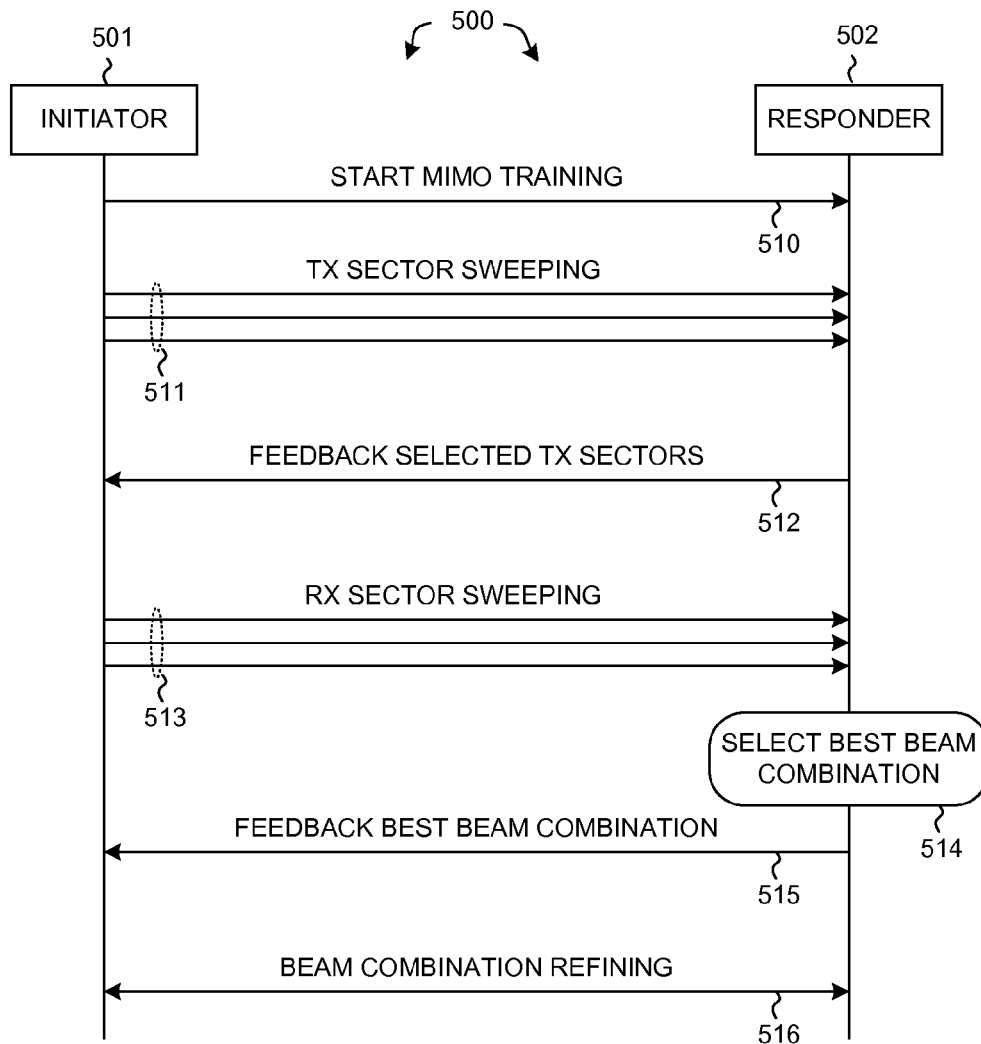 500
501
502
INITIATOR
RESPONDER
START MIMO TRAINING
510
TX SECTOR SWEEPING
511
FEEDBACK SELECTED TX SECTORS
512
RX SECTOR SWEEPING
513
SELECT BEST BEAM
COMBINATION
514
FEEDBACK BEST BEAM COMBINATION
515
BEAM COMBINATION REFINING
516